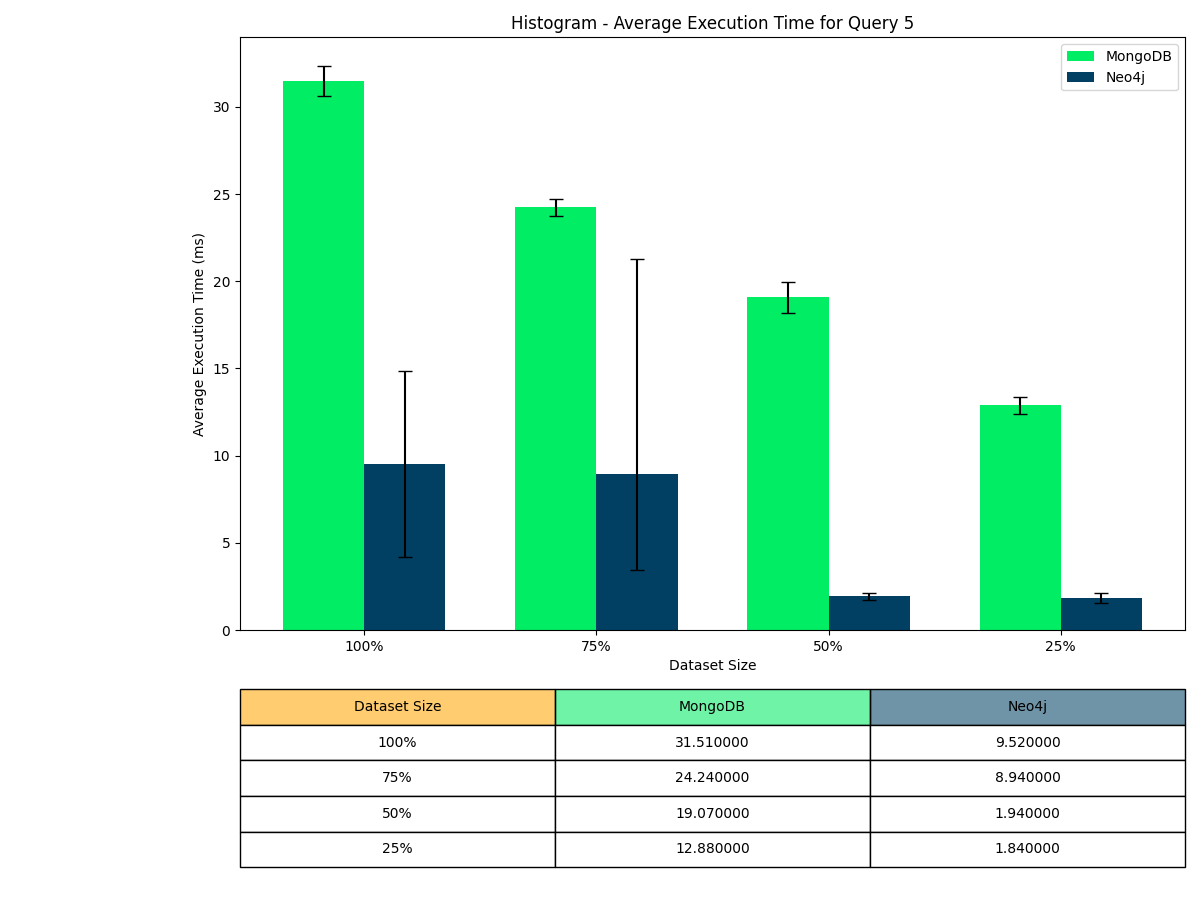 Histogram - Average Execution Time for Query 5
MongoDB
Neo4j
Average Execution Time (ms)
30
25
20
15
10
5
0
100% 75% 50% 25%
Dataset Size
Dataset Size MongoDB Neo4j
100% 31.510000 9.520000
75% 24.240000 8.940000
50% 19.070000 1.940000
25% 12.880000 1.840000